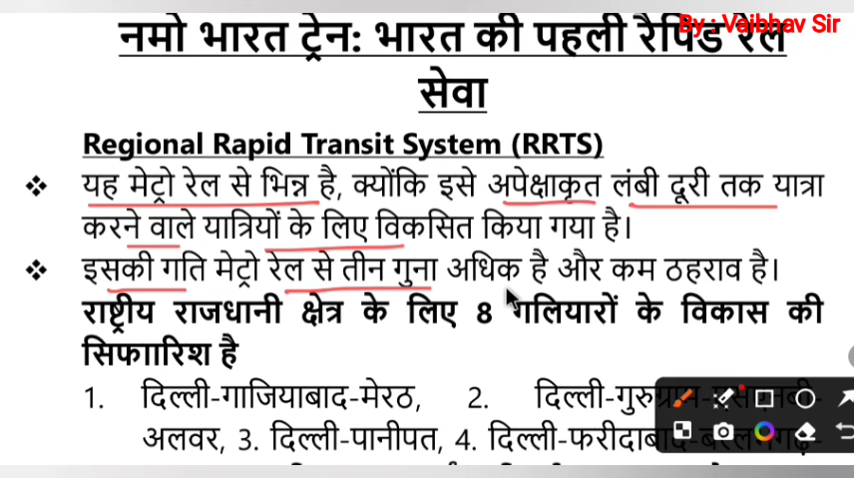 By : Vaibhav Sir
नमो भारत ट्रेन: भारत की पहली रैपिड रेल
सेवा
Regional Rapid Transit System (RRTS)
❖ यह मेट्रो रेल से भिन्न है, क्योंकि इसे अपेक्षाकृत लंबी दूरी तक यात्रा
करने वाले यात्रियों के लिए विकसित किया गया है।
❖ इसकी गति मेट्रो रेल से तीन गुना अधिक है और कम ठहराव है।
राष्ट्रीय राजधानी क्षेत्र के लिए 8 गलियारों के विकास की
सिफाारिश है
1. दिल्ली-गाजियाबाद-मेरठ, 2. दिल्ली-गुरुग्राम-
अलवर, 3. दिल्ली-पानीपत, 4. दिल्ली-फरीदाबाद-